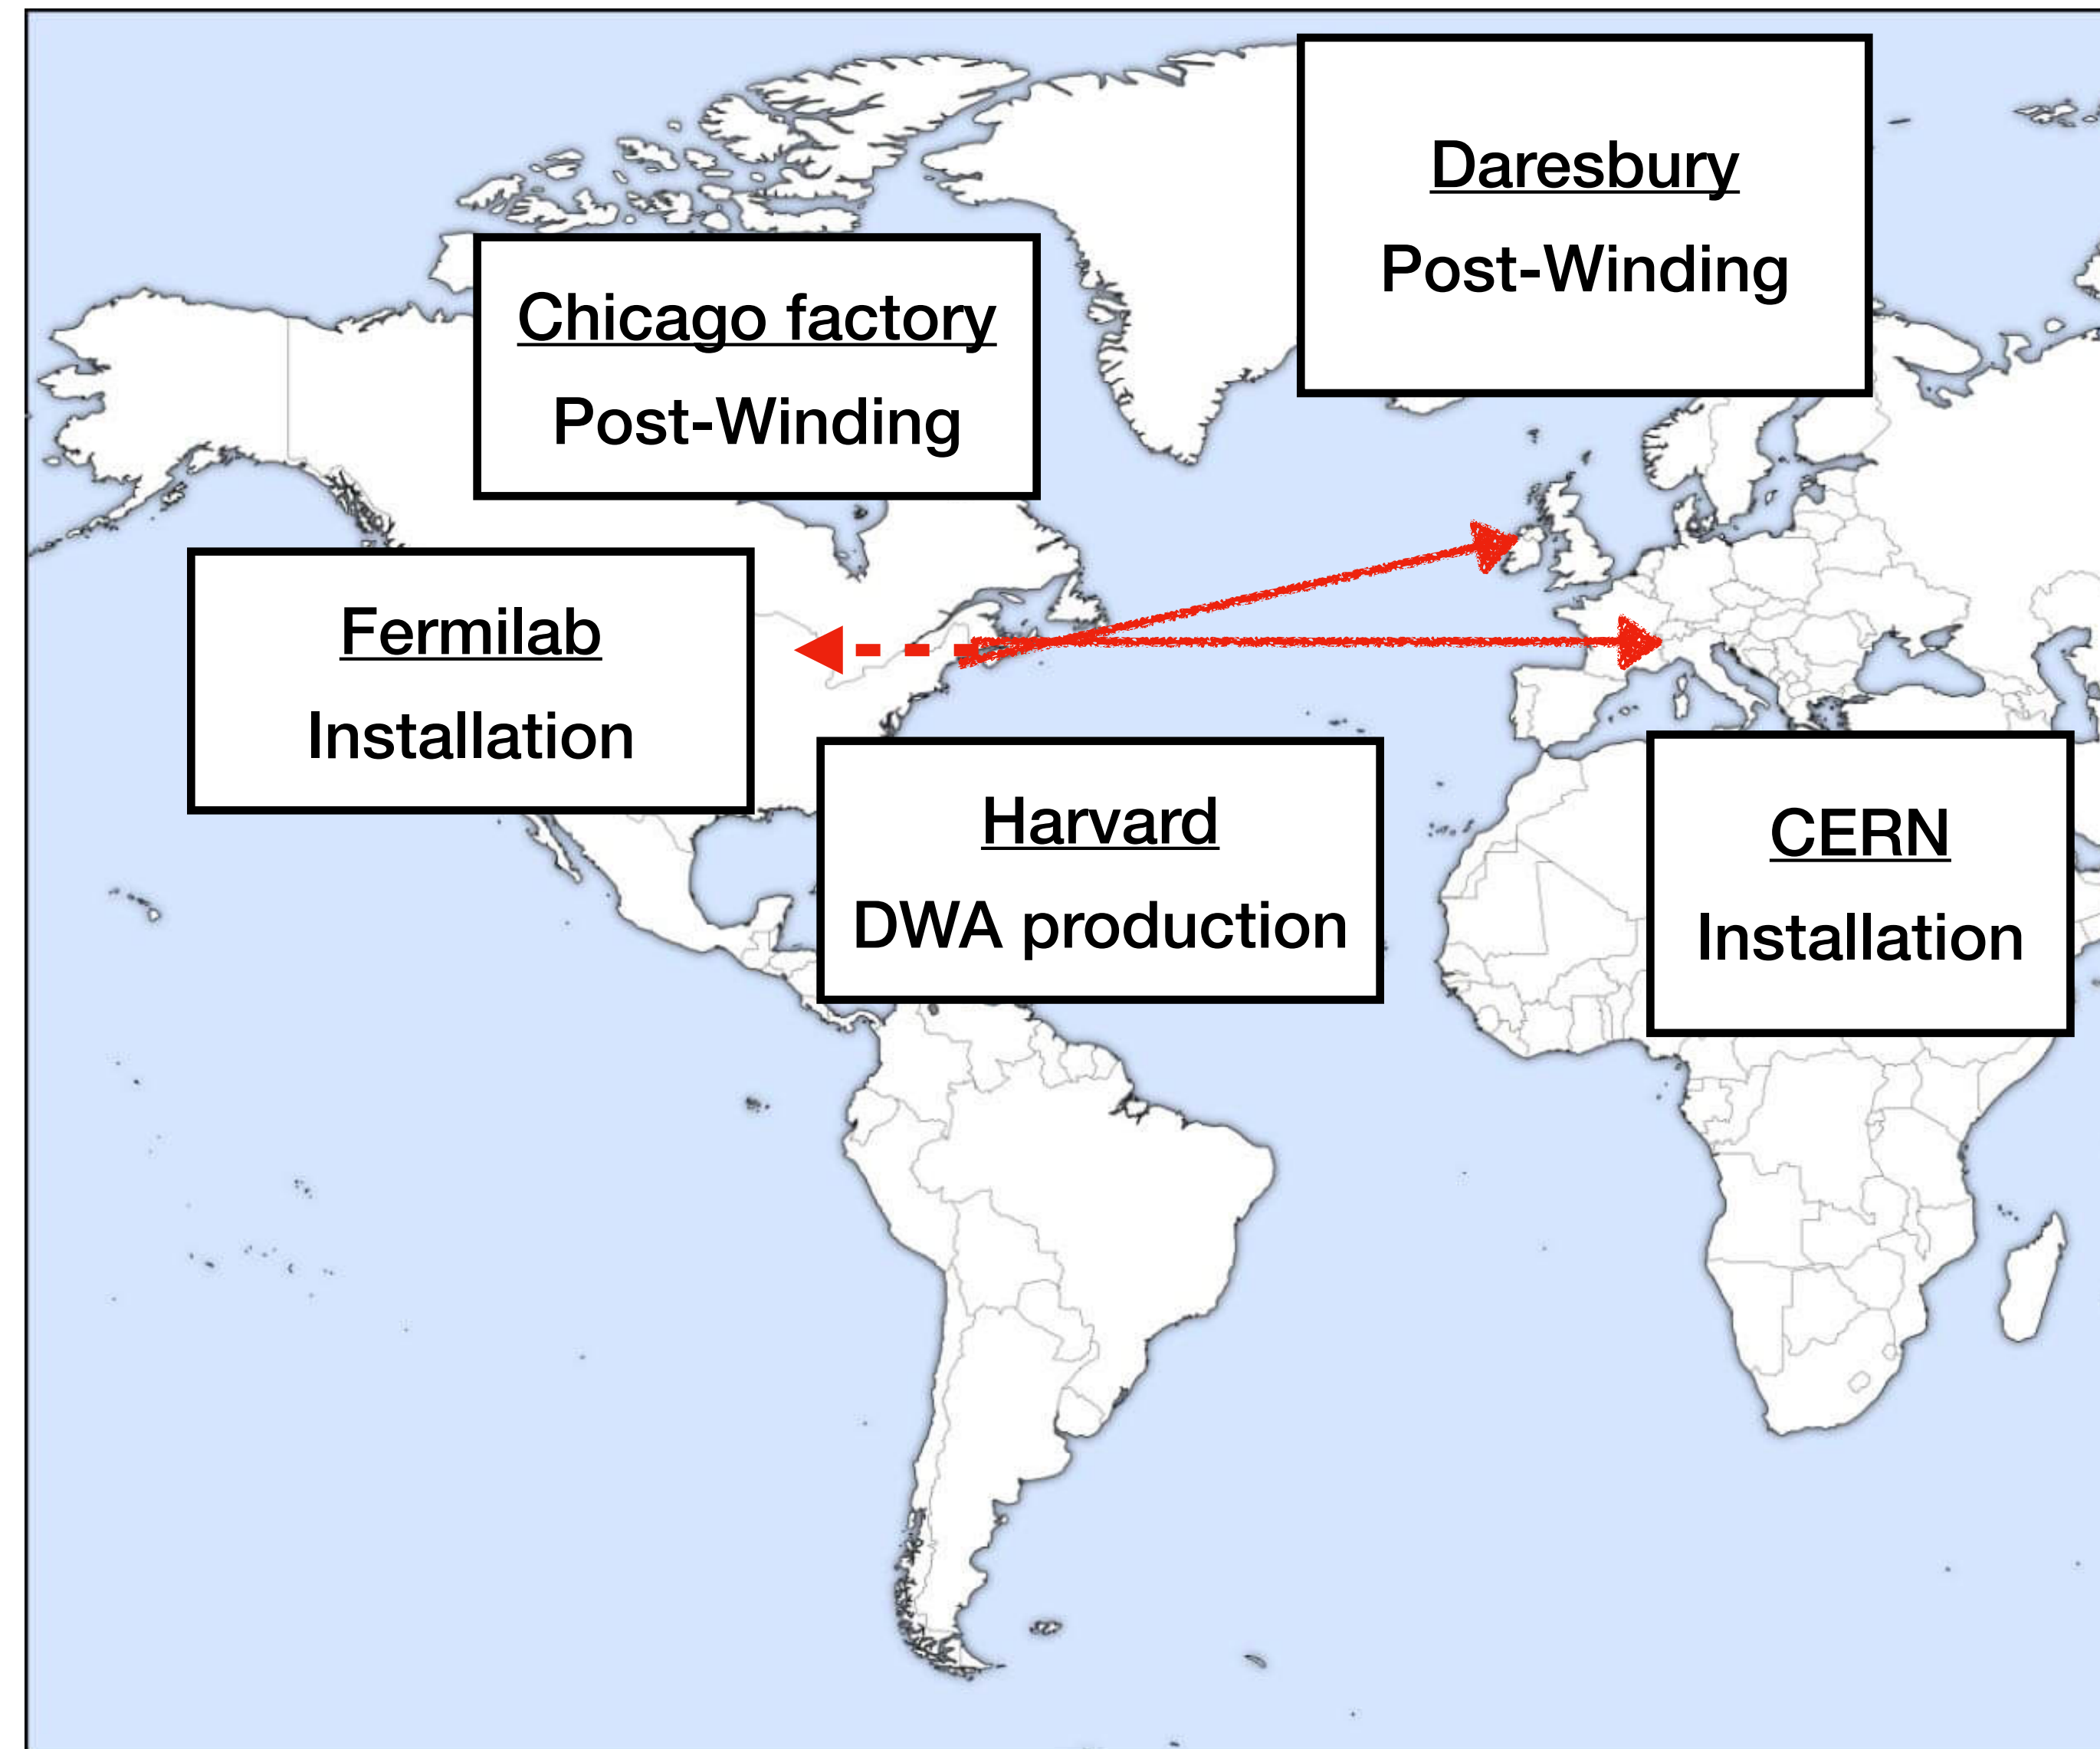 Daresbury
Post-Winding
Chicago factory
Post-Winding
Fermilab
Installation
Harvard
DWA production
CERN
Installation